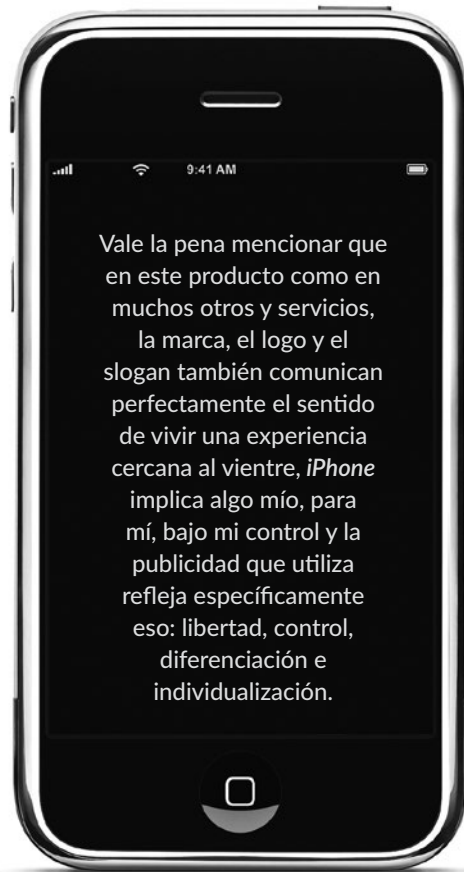 9:41 AM
Vale la pena mencionar que
en este producto como en
muchos otros y servicios,
la marca, el logo y el
slogan también comunican
perfectamente el sentido
de vivir una experiencia
cercana al vientre, iPhone
implica algo mío, para
mí, bajo mi control y la
publicidad que utiliza
refleja específicamente
eso: libertad, control,
diferenciación e
individualización.